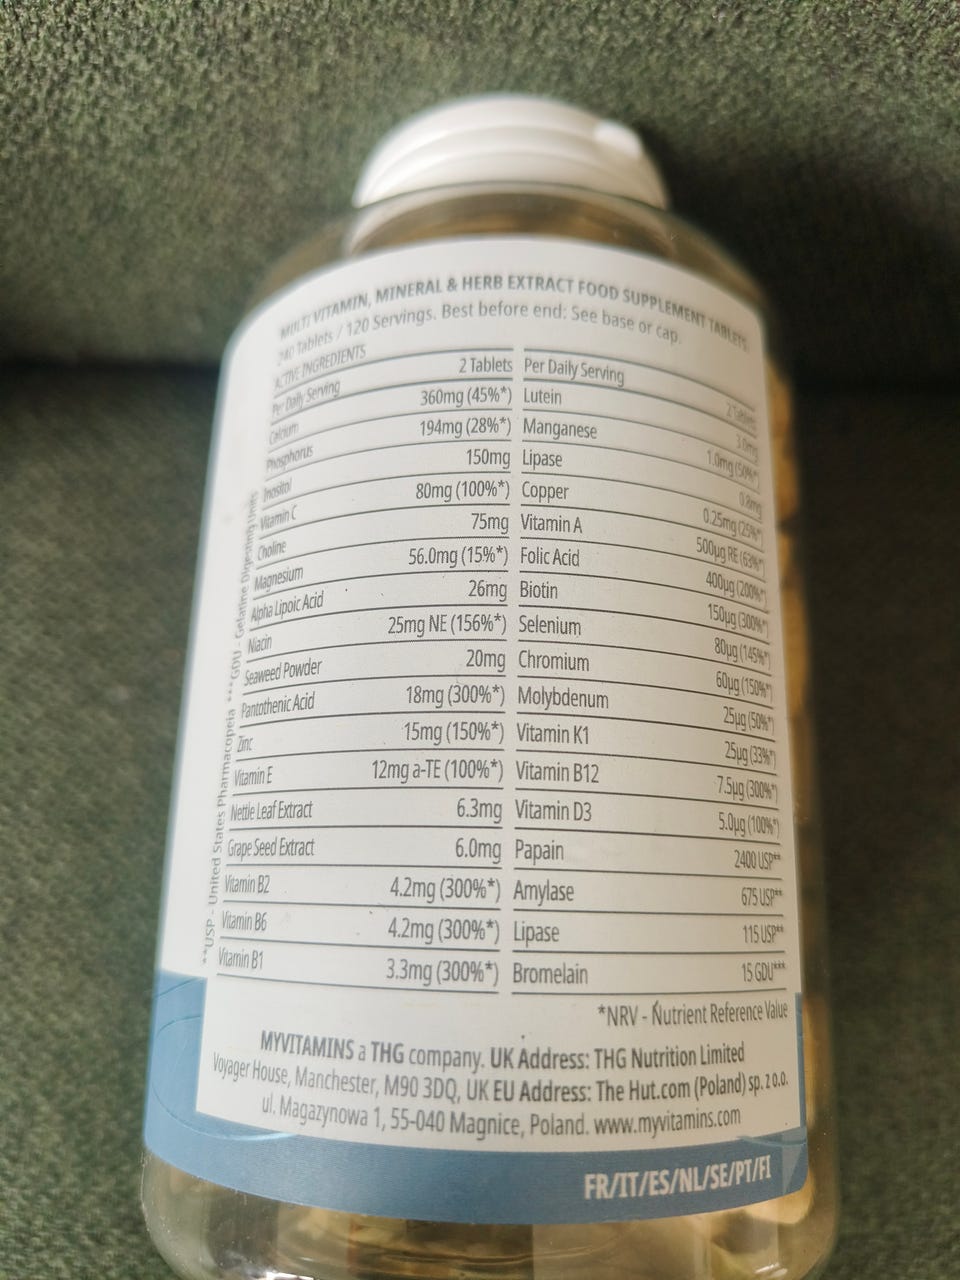 MULTI VITAMIN, MINERAL & HERB EXTRACT FOOD SUPPLEMENT TABLETS.
240 Tablets / 120 Servings. Best before end: See base or cap.
ACTIVE INGREDIENTS
Per Daily Serving 2 Tablets
Calcium 360mg (45%*)
Phosphorus 194mg (28%*)
Inositol 150mg
Vitamin C 80mg (100%*)
Choline 75mg
Magnesium 56.0mg (15%*)
Alpha Lipoic Acid 26mg
Niacin 25mg NE (156%*)
Seaweed Powder 20mg
Pantothenic Acid 18mg (300%*)
Zinc 15mg (150%*)
Vitamin E 12mg a-TE (100%*)
Nettle Leaf Extract 6.3mg
Grape Seed Extract 6.0mg
Vitamin B2 4.2mg (300%*)
Vitamin B6 4.2mg (300%*)
Vitamin B1 3.3mg (300%*)
Per Daily Serving 2 Tablets
Lutein 3.0mg
Manganese 1.0mg (50%*)
Lipase 0.8mg
Copper 0.25mg (25%*)
Vitamin A 500µg RE (63%*)
Folic Acid 400µg (200%*)
Biotin 150µg (300%*)
Selenium 80µg (145%*)
Chromium 60µg (150%*)
Molybdenum 25µg (50%*)
Vitamin K1 25µg (33%*)
Vitamin B12 7.5µg (300%*)
Vitamin D3 5.0µg (100%*)
Papain 2400 USP**
Amylase 675 USP**
Lipase 115 USP**
Bromelain 15 GDU***
*NRV - Nutrient Reference Value
**USP - United States Pharmacopeia ***GDU - Gelatine Digesting Units
MYVITAMINS a THG company. UK Address: THG Nutrition Limited
Voyager House, Manchester, M90 3DQ, UK EU Address: The Hut.com (Poland) sp. z o.o.
ul. Magazynowa 1, 55-040 Magnice, Poland. www.myvitamins.com
FR/IT/ES/NL/SE/PT/FI